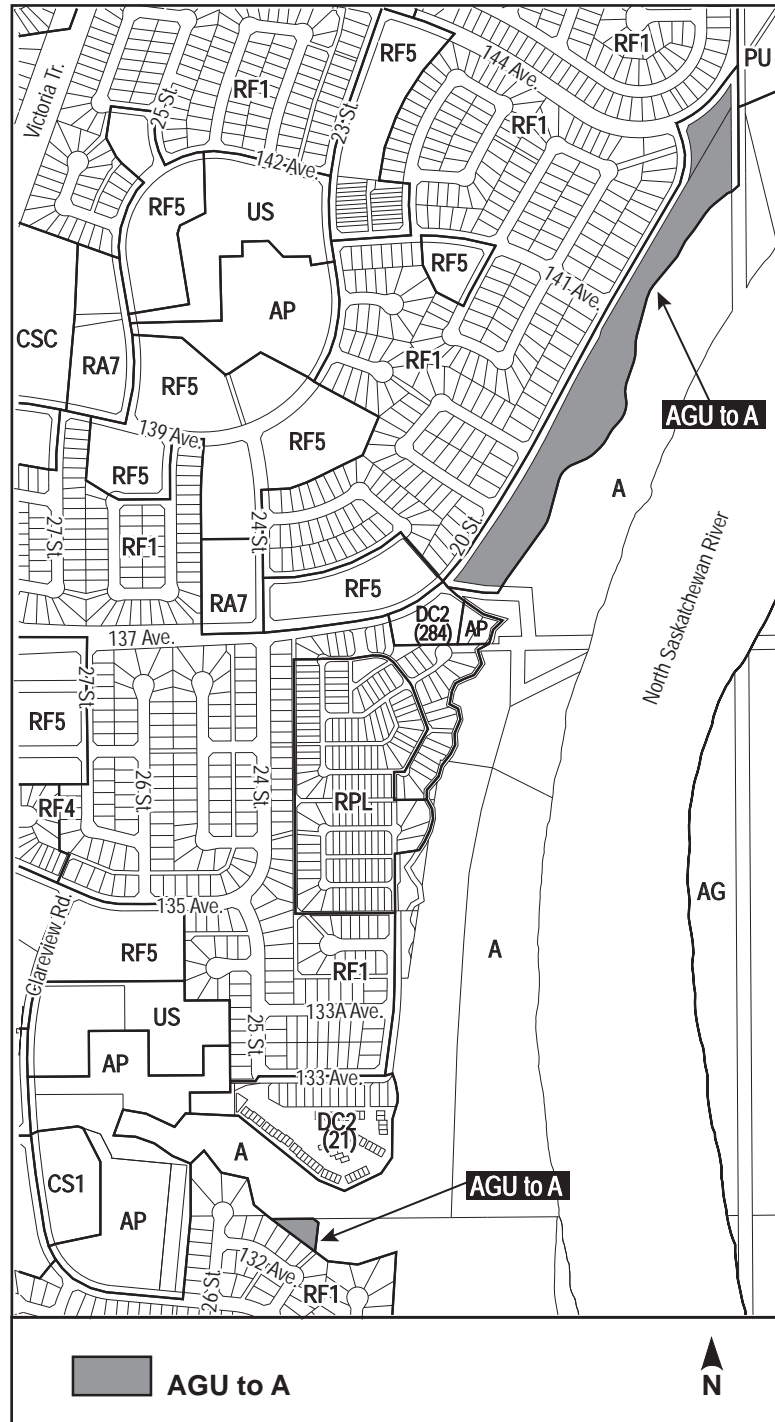 RF1
RF5
144 Ave.
PU
Victoria Tr.
25 St.
RF1
23 St.
RF1
142 Ave.
RF5
US
RF5
141 Ave.
AP
CSC
RA7
RF5
RF1
AGU to A
139 Ave.
RF5
RF5
A
27 St.
RF1
24 St.
20 St.
North Saskatchewan River
RA7
RF5
DC2
(284)
AP
137 Ave.
27 St.
RF5
26 St.
24 St.
RPL
RF4
AG
135 Ave.
Clareview Rd.
RF5
A
RF1
US
25 St.
133A Ave.
AP
133 Ave.
DC2
(21)
A
CS1
AP
AGU to A
132 Ave.
26 St.
RF1
AGU to A
N